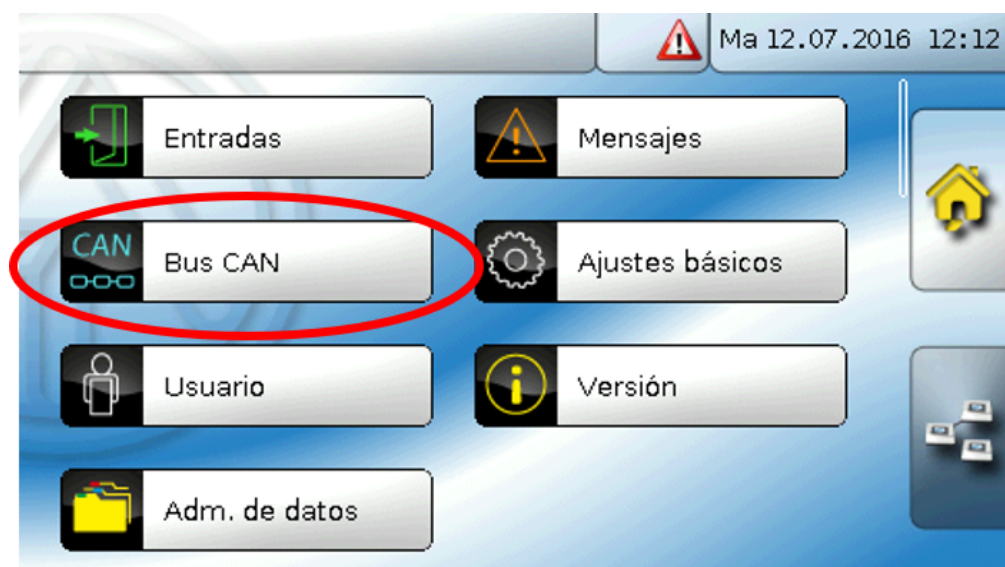 Ma 12.07.2016 12:12
Entradas
Mensajes
CAN
Bus CAN
Ajustes básicos
Usuario
Versión
Adm. de datos